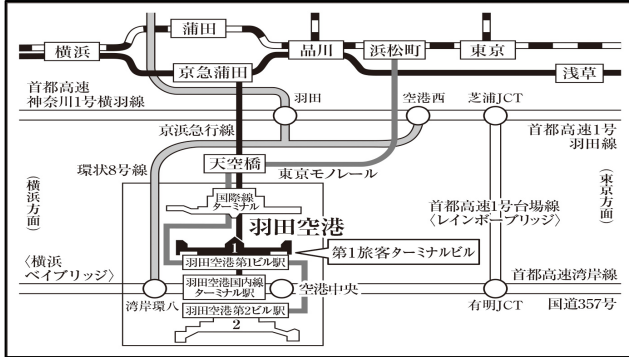 蒲田
横浜
品川
浜松町
東京
京急蒲田
浅草
首都高速
神奈川1号横羽線
羽田
空港西
芝浦JCT
京浜急行線
首都高速1号
羽田線
天空橋
東京モノレール
環状8号線
(横浜方面)
国際線
ターミナル
羽田空港
首都高速1号台場線
〈レインボーブリッジ〉
(東京方面)
1
第1旅客ターミナルビル
羽田空港第1ビル駅
〈横浜
ベイブリッジ〉
羽田空港国内線
ターミナル駅
空港中央
首都高速湾岸線
湾岸環八
羽田空港第2ビル駅
有明JCT
国道357号
2